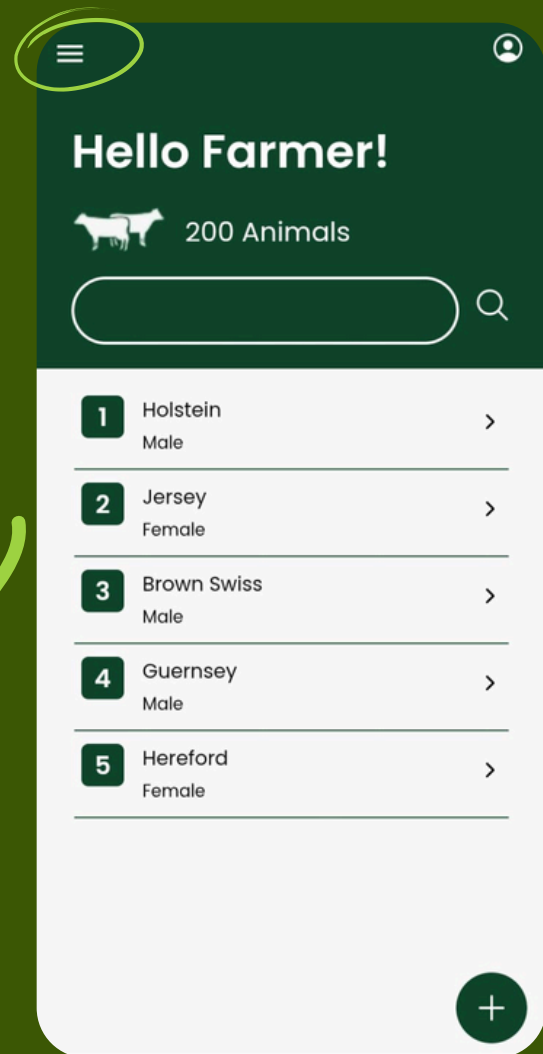 Hello Farmer!
200 Animals
1 Holstein
Male
2 Jersey
Female
3 Brown Swiss
Male
4 Guernsey
Male
5 Hereford
Female